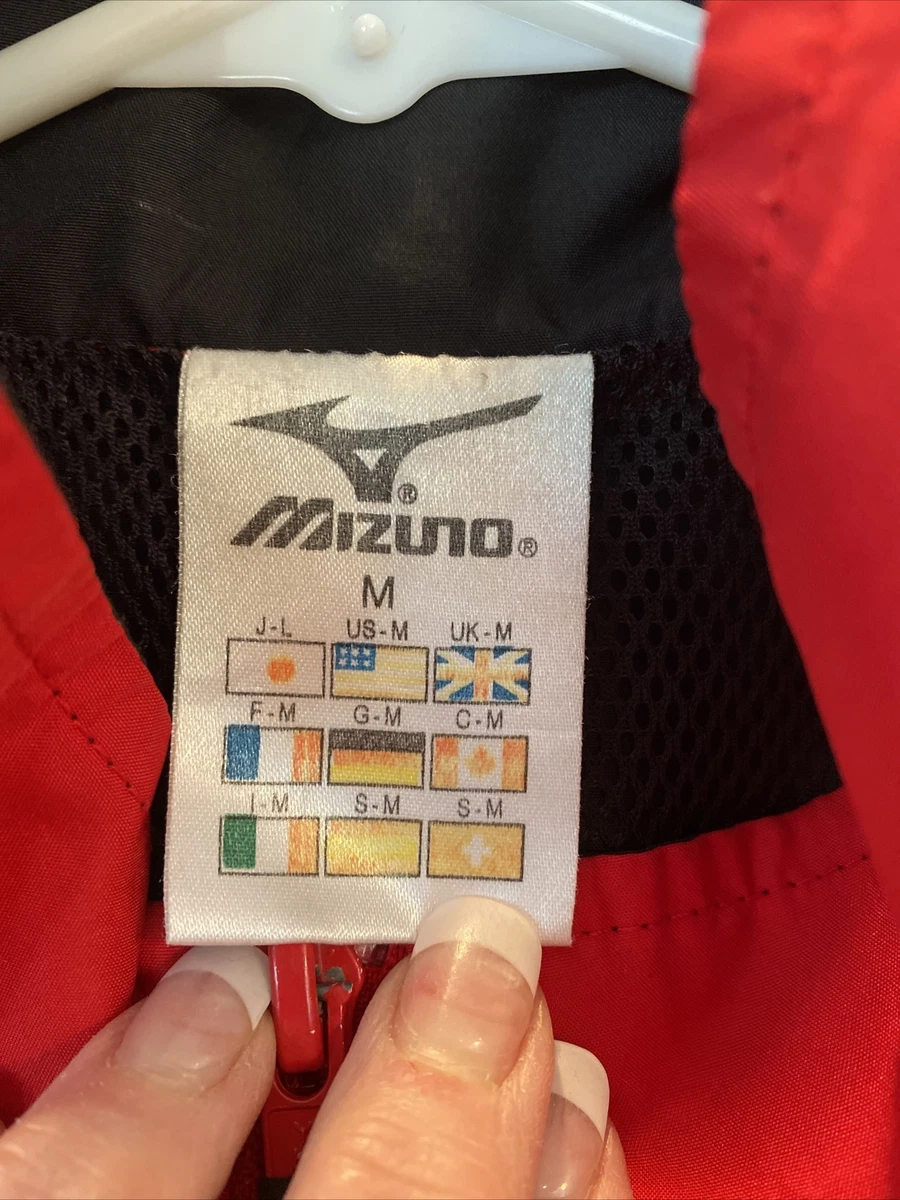 ®
MIZUNO®
M
J-L US-M UK-M
F-M G-M C-M
I-M S-M S-M